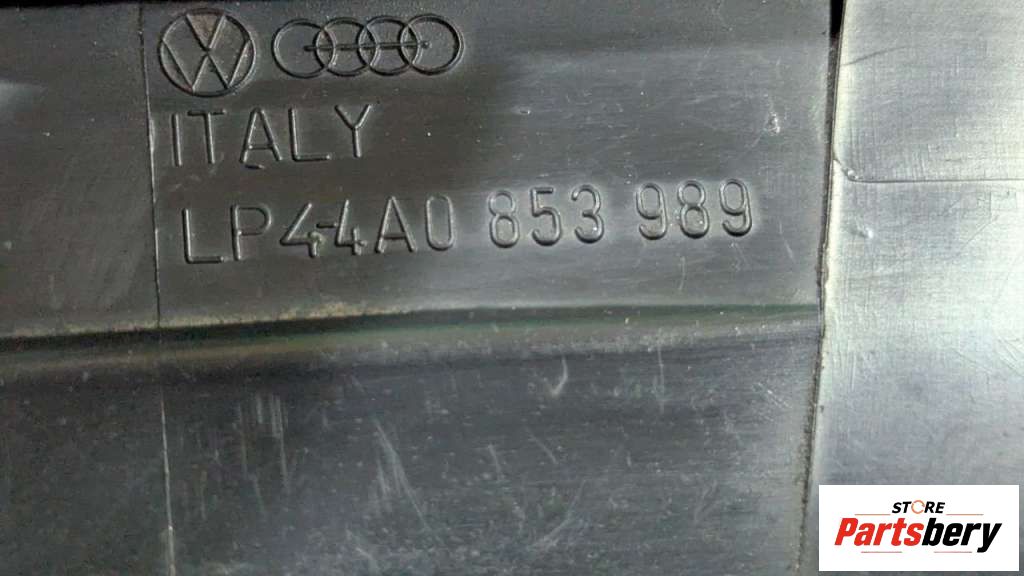 ITALY
LP44A0 853 989
STORE
Partsbery